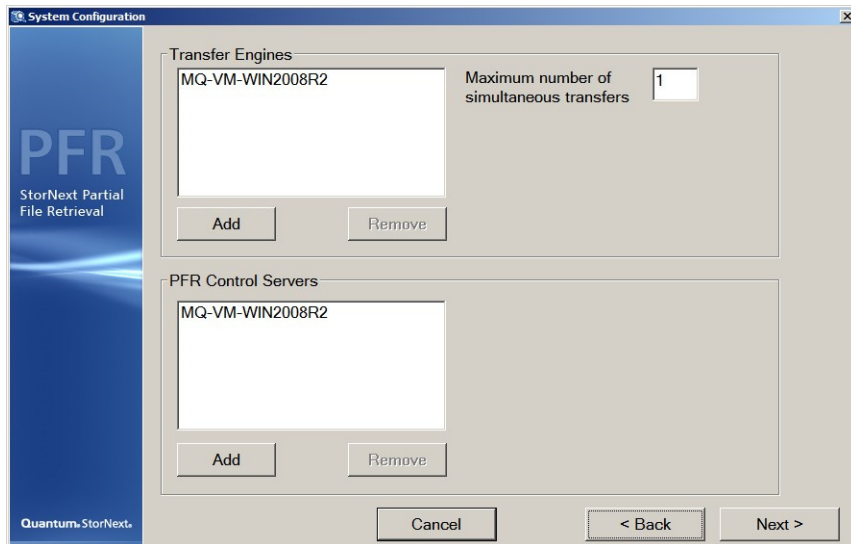 System Configuration
PFR
StorNext Partial
File Retrieval
Transfer Engines
MQ-VM-WIN2008R2
Maximum number of
simultaneous transfers
1
Add
Remove
PFR Control Servers
MQ-VM-WIN2008R2
Add
Remove
Quantum. StorNext.
Cancel
< Back
Next >